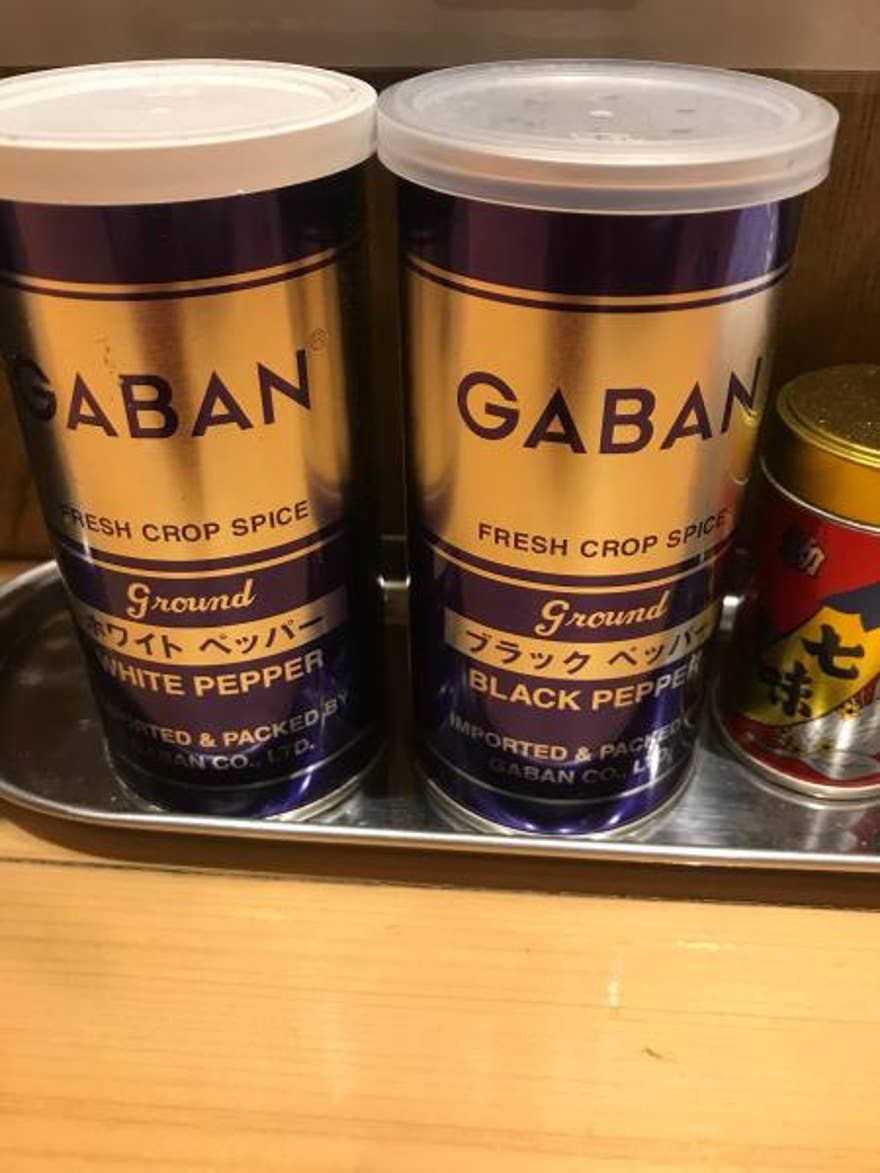 GABAN®
FRESH CROP SPICE
Ground
ホワイト ペッパー
WHITE PEPPER
IMPORTED & PACKED BY
GABAN CO., LTD.
GABAN
FRESH CROP SPICE
Ground
ブラック ペッパー
BLACK PEPPER
IMPORTED & PACKED
GABAN CO., LTD.
七味